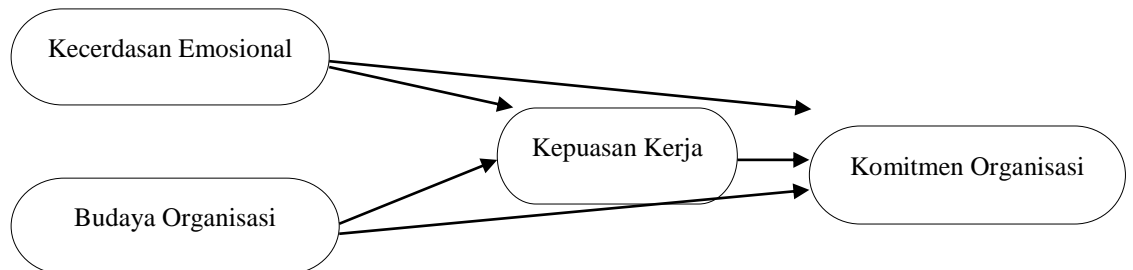 Kecerdasan Emosional
Kepuasan Kerja
Komitmen Organisasi
Budaya Organisasi